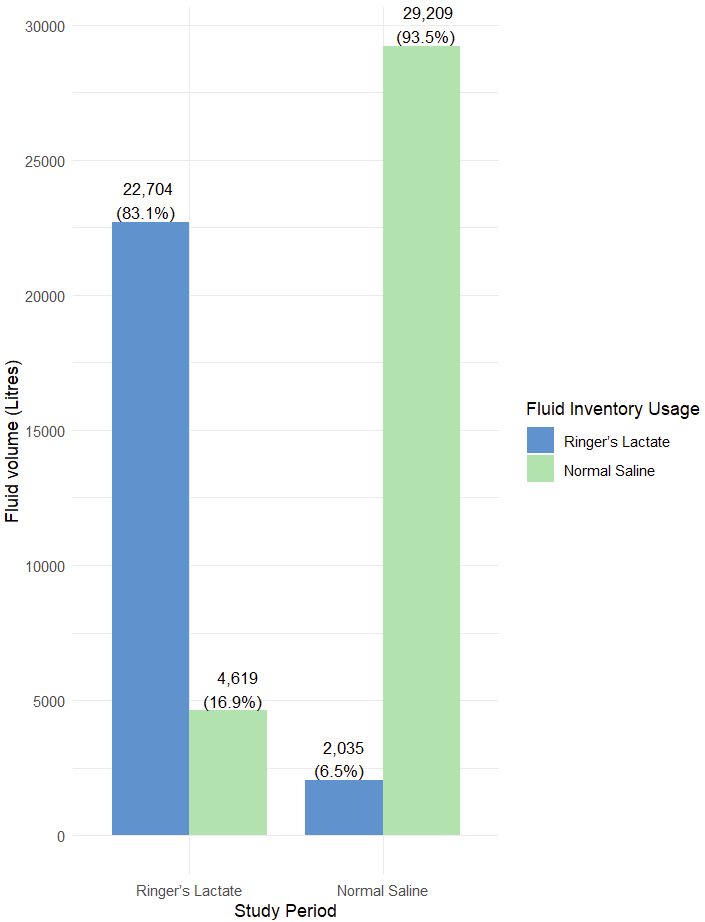 29,209
(93.5%)
30000
25000
22,704
(83.1%)
20000
15000
10000
5000
0
4,619
(16.9%)
2,035
(6.5%)
Fluid volume (Litres)
Ringer’s Lactate
Normal Saline
Study Period
Fluid Inventory Usage
Ringer’s Lactate
Normal Saline